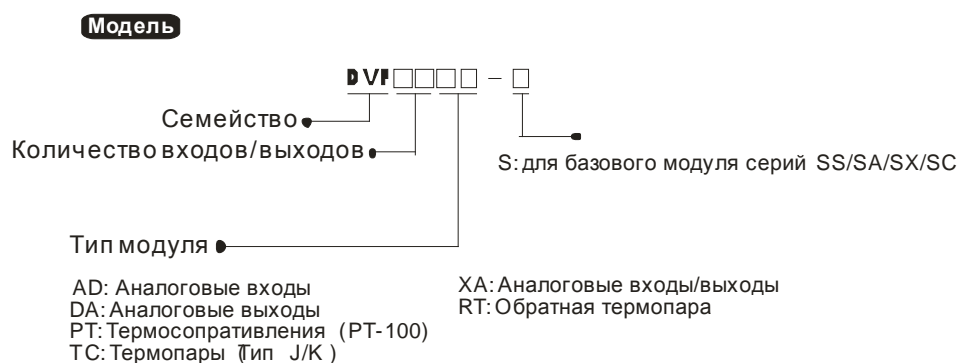 Модель
DVP□□□□ – □
Семейство
Количество входов/выходов
S: для базового модуля серий SS/SA/SX/SC
Тип модуля
AD: Аналоговые входы
DA: Аналоговые выходы
PT: Термосопративления (PT-100)
TC: Термопары (Тип J/K )
XA: Аналоговые входы/выходы
RT: Обратная термопара